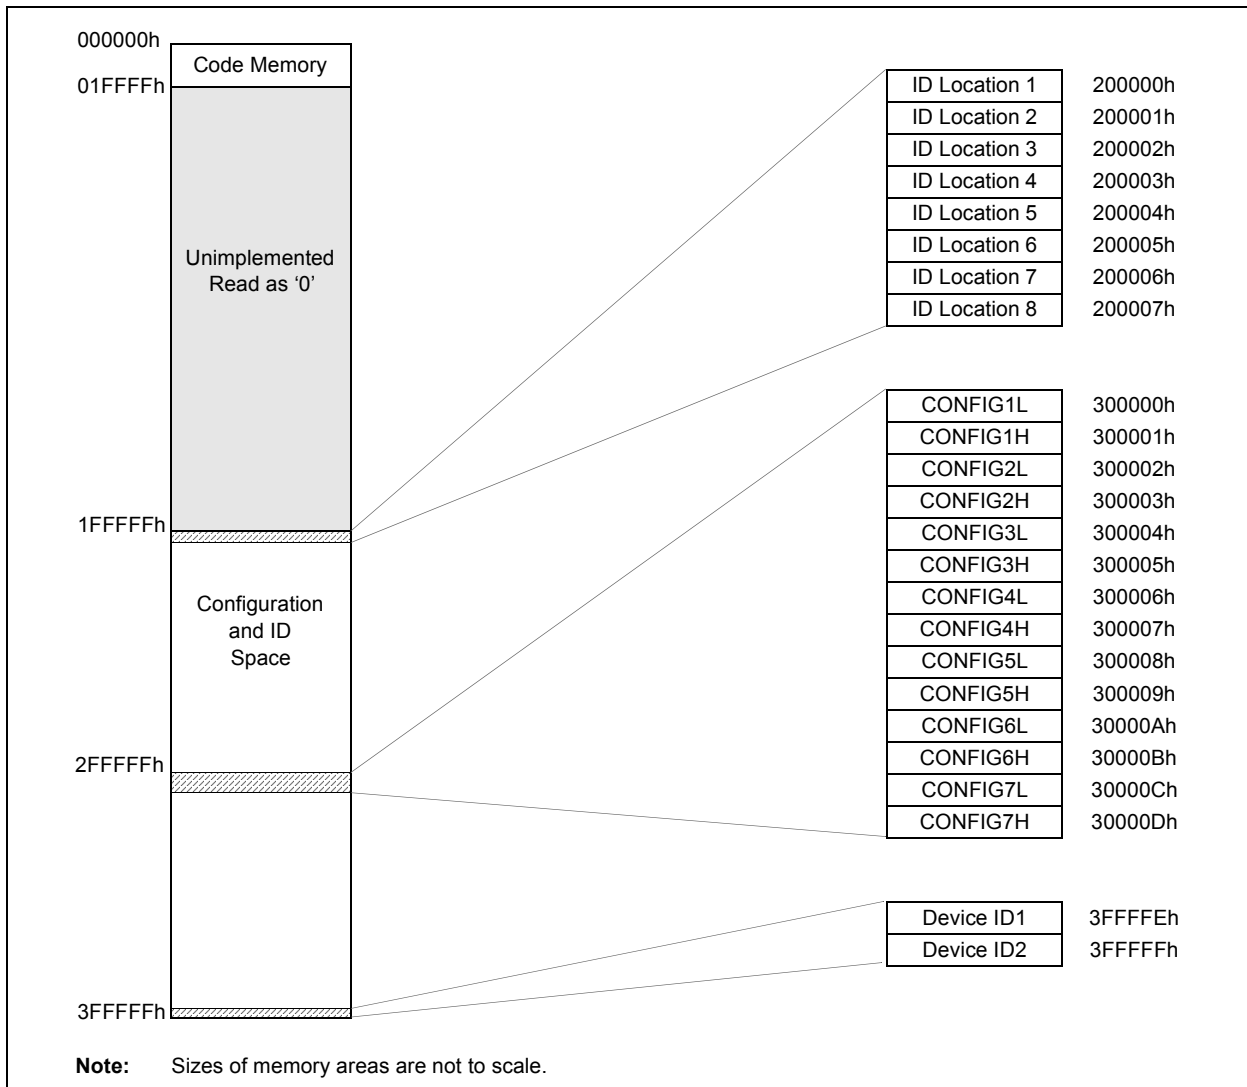 000000h
Code Memory
01FFFFh
Unimplemented
Read as ‘0’
1FFFFFh
Configuration
and ID
Space
2FFFFFh
3FFFFFh
ID Location 1 200000h
ID Location 2 200001h
ID Location 3 200002h
ID Location 4 200003h
ID Location 5 200004h
ID Location 6 200005h
ID Location 7 200006h
ID Location 8 200007h
CONFIG1L 300000h
CONFIG1H 300001h
CONFIG2L 300002h
CONFIG2H 300003h
CONFIG3L 300004h
CONFIG3H 300005h
CONFIG4L 300006h
CONFIG4H 300007h
CONFIG5L 300008h
CONFIG5H 300009h
CONFIG6L 30000Ah
CONFIG6H 30000Bh
CONFIG7L 30000Ch
CONFIG7H 30000Dh
Device ID1 3FFFFEh
Device ID2 3FFFFFh
Note: Sizes of memory areas are not to scale.